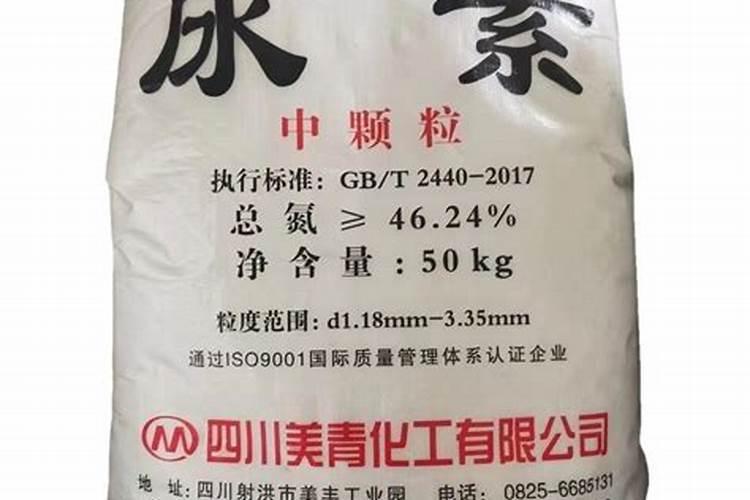 尿 素
中颗粒
执行标准: GB/T 2440-2017
总 氮 ≥ 46.24%
净 含 量 : 50 kg
粒度范围: d1.18mm-3.35mm
通过ISO9001国际质量管理体系认证企业
四川美青化工有限公司
地 址: 四川射洪市美丰工业园 电话: 0825-6685131